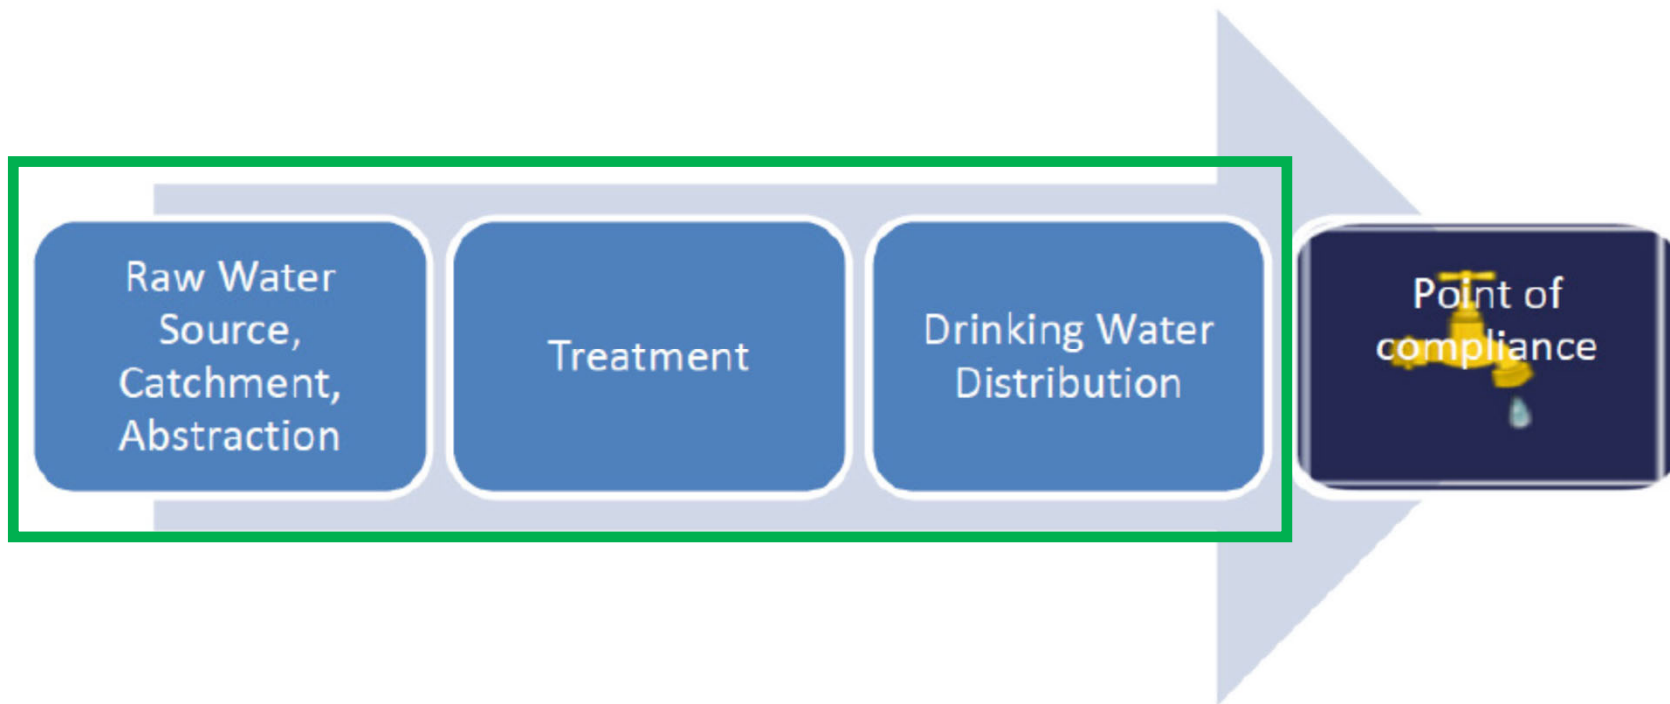 Raw Water
Source,
Catchment,
Abstraction
Treatment
Drinking Water
Distribution
Point of
compliance